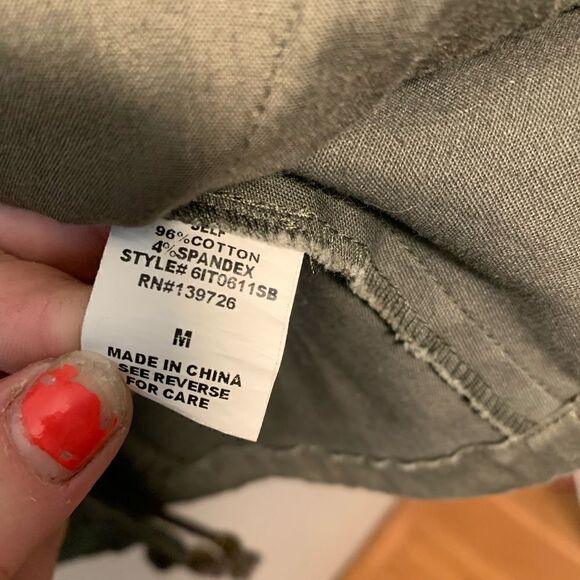 SELF
96%COTTON
4%SPANDEX
STYLE# 6IT0611SB
RN#139726
M
MADE IN CHINA
SEE REVERSE
FOR CARE